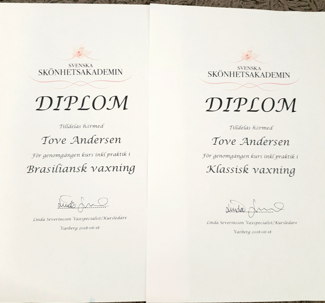 SVENSKA
SKÖNHETSAKADEMIN
DIPLOM
Tilldelas härmed
Tove Andersen
För genomgången kurs inkl praktik i
Brasiliansk vaxning
Linda Severinsson Vaxspecialist/Kursledare
Varberg
SVENSKA
SKÖNHETSAKADEMIN
DIPLOM
Tilldelas härmed
Tove Andersen
För genomgången kurs inkl praktik i
Klassisk vaxning
Linda Severinsson Vaxspecialist/Kursledare
Varberg